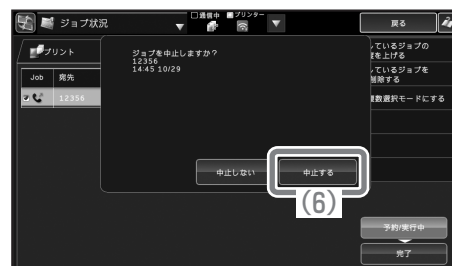 ジョブ状況
通信中
プリンター
戻る
プリント
ジョブを中止しますか?
12356
14:45 10/29
ているジョブの
度を上げる
Job 宛先
しているジョブを
削除する
12356
複数選択モードにする
中止しない
中止する
(6)
予約/実行中
完了